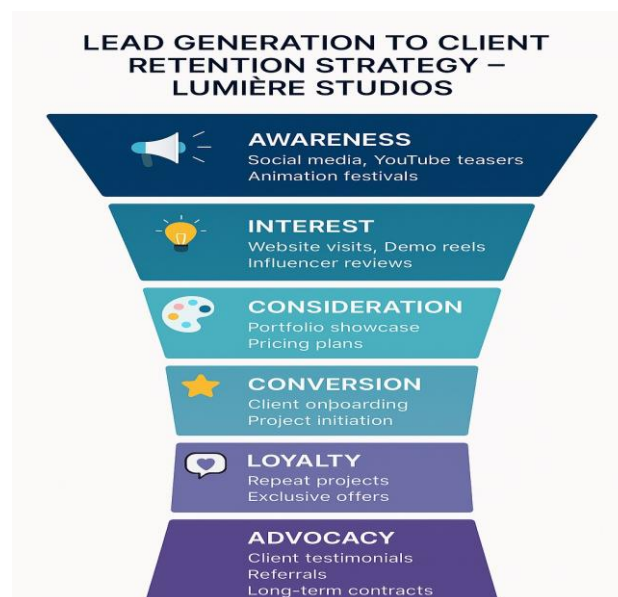 LEAD GENERATION TO CLIENT
RETENTION STRATEGY –
LUMIÈRE STUDIOS
AWARENESS
Social media, YouTube teasers
Animation festivals
INTEREST
Website visits, Demo reels
Influencer reviews
CONSIDERATION
Portfolio showcase
Pricing plans
CONVERSION
Client onþoarding
Project initiation
LOYALTY
Repeat projects
Exclusive offers
ADVOCACY
Client testimonials
Referrals
Long-term contracts